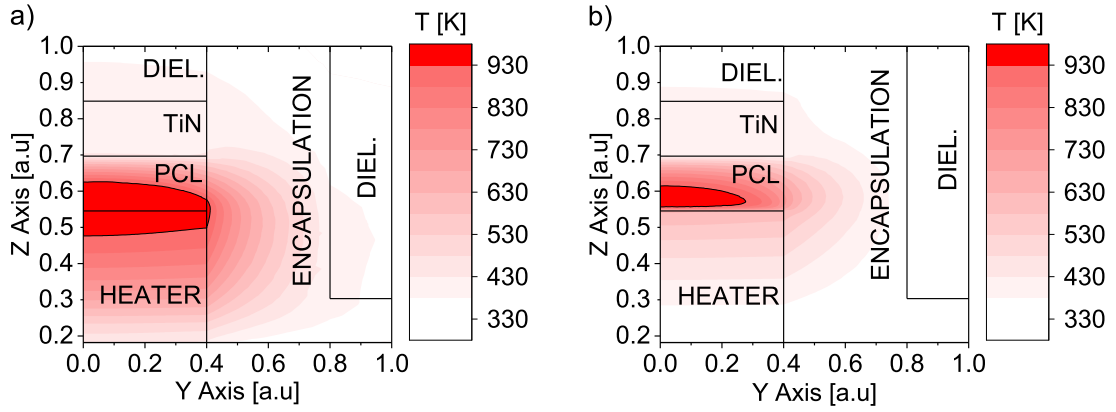 a)
T [K]
1.0
0.9
0.8
0.7
0.6
0.5
0.4
0.3
0.2
Z Axis [a.u]
DIEL.
TiN
PCL
HEATER
ENCAPSULATION
DIEL.
0.0 0.2 0.4 0.6 0.8 1.0
Y Axis [a.u]
930
830
730
630
530
430
330
b)
T [K]
1.0
0.9
0.8
0.7
0.6
0.5
0.4
0.3
0.2
Z Axis [a.u]
DIEL.
TiN
PCL
HEATER
ENCAPSULATION
DIEL.
0.0 0.2 0.4 0.6 0.8 1.0
Y Axis [a.u]
930
830
730
630
530
430
330